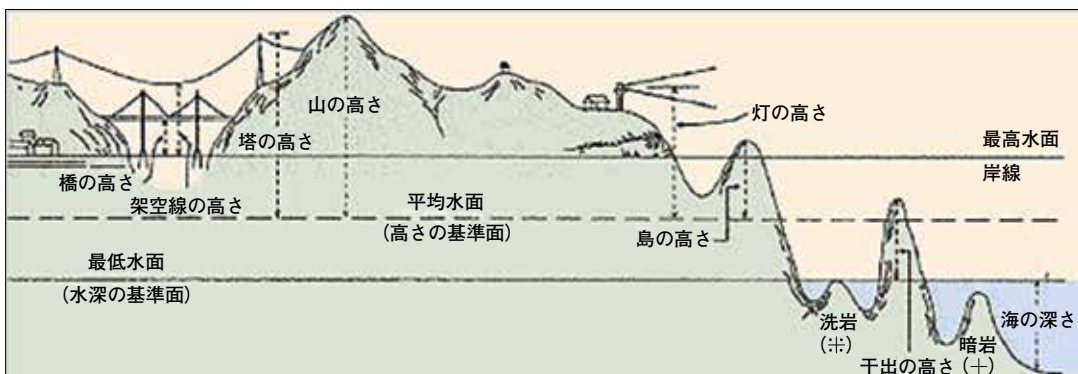 山の高さ
塔の高さ
灯の高さ
最高水面
岸線
橋の高さ
架空線の高さ
平均水面
(高さの基準面)
島の高さ
最低水面
(水深の基準面)
洗岩
(⁜)
干出の高さ
暗岩
(+)
海の深さ